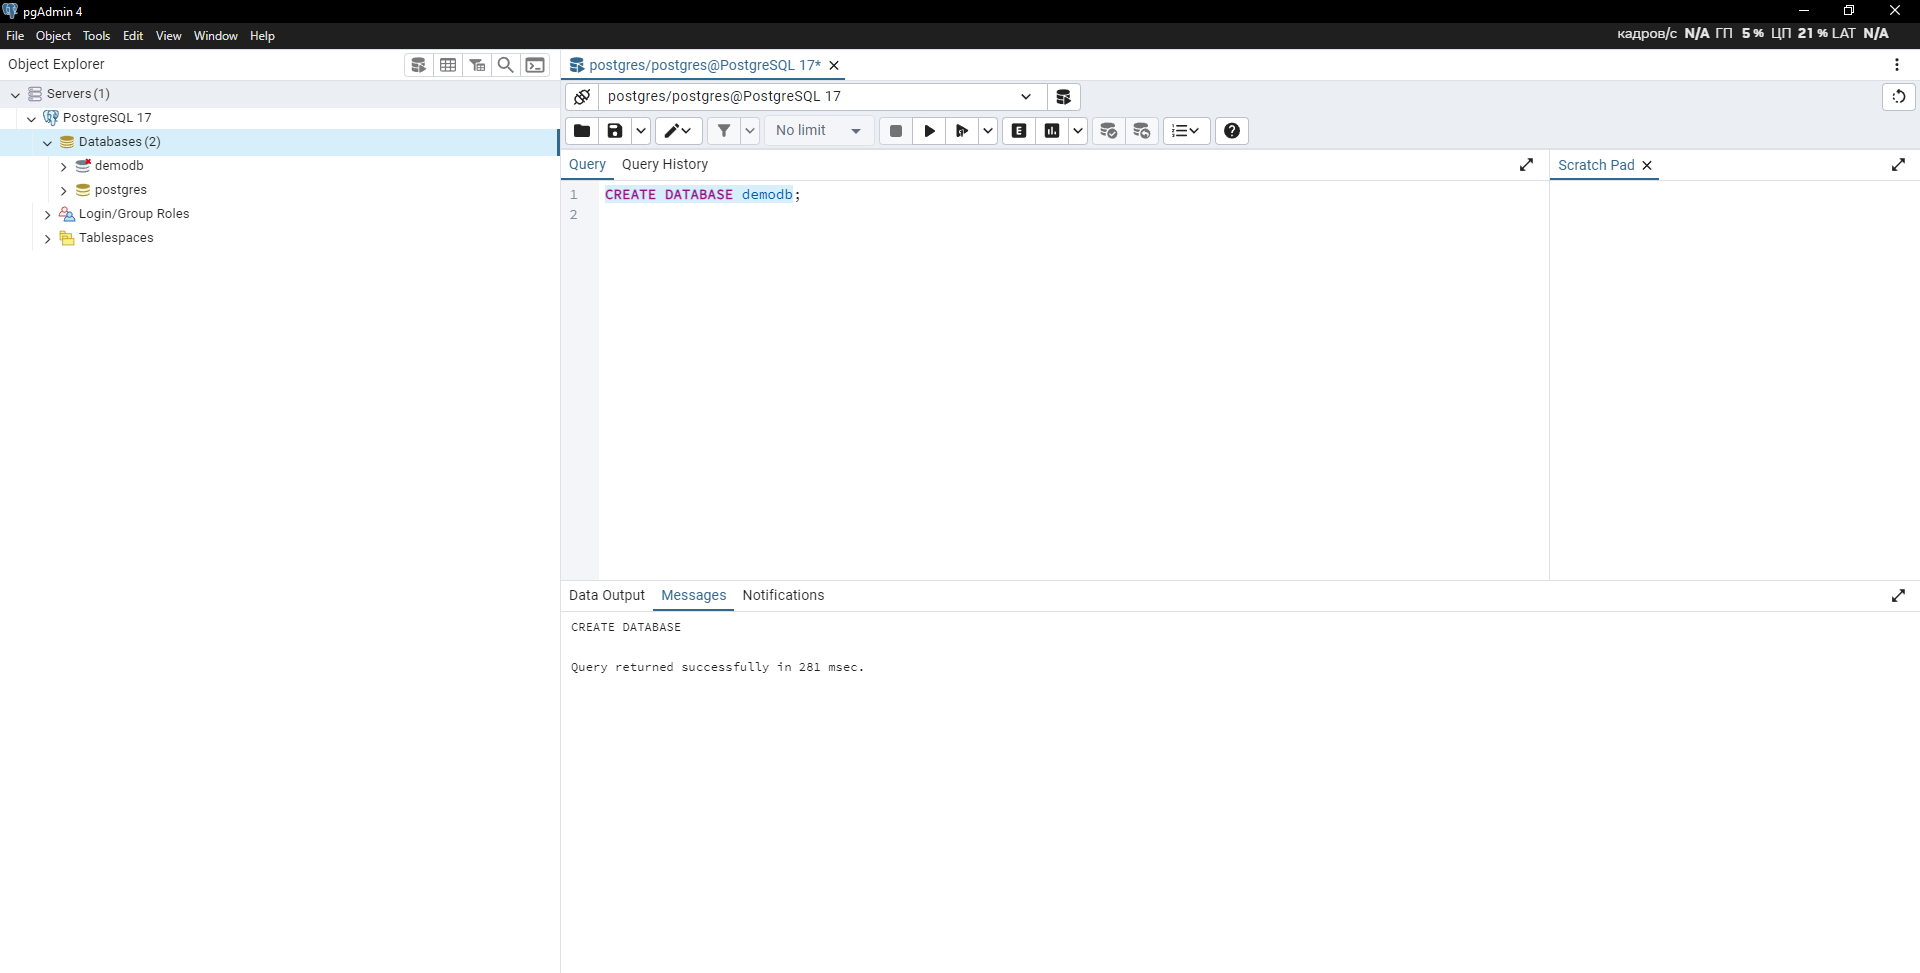 pgAdmin 4
File Object Tools Edit View Window Help
кадров/с N/A ГП 5 % ЦП 21 % LAT N/A
Object Explorer
Servers (1)
PostgreSQL 17
Databases (2)
demodb
postgres
Login/Group Roles
Tablespaces
postgres/postgres@PostgreSQL 17*
postgres/postgres@PostgreSQL 17
No limit
E
Query Query History
Scratch Pad
1 CREATE DATABASE demodb;
2
Data Output Messages Notifications
CREATE DATABASE
Query returned successfully in 281 msec.